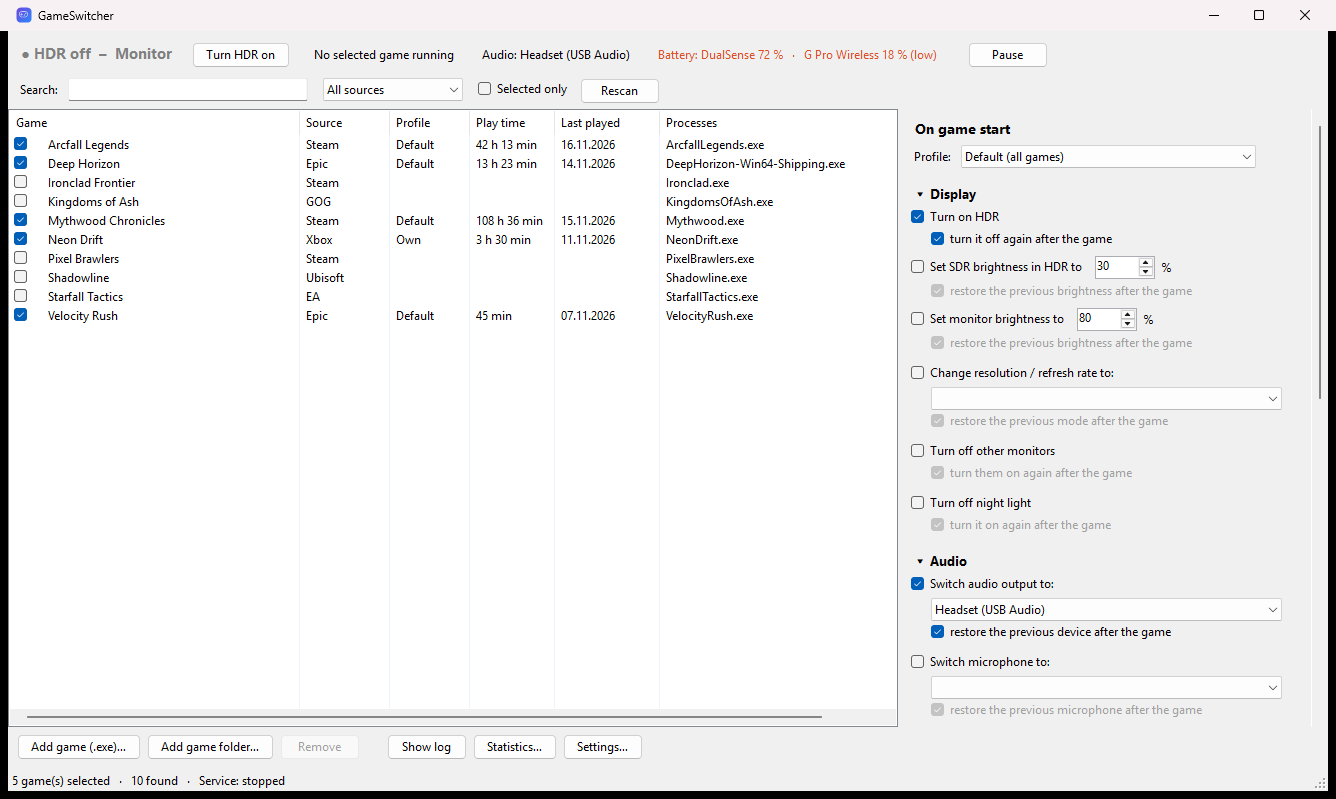 GameSwitcher
● HDR off – Monitor Turn HDR on No selected game running Audio: Headset (USB Audio) Battery: DualSense 72 % · G Pro Wireless 18 % (low) Pause
Search: All sources Selected only Rescan
Game Source Profile Play time Last played Processes
Arcfall Legends Steam Default 42 h 13 min 16.11.2026 ArcfallLegends.exe
Deep Horizon Epic Default 13 h 23 min 14.11.2026 DeepHorizon-Win64-Shipping.exe
Ironclad Frontier Steam Ironclad.exe
Kingdoms of Ash GOG KingdomsOfAsh.exe
Mythwood Chronicles Steam Default 108 h 36 min 15.11.2026 Mythwood.exe
Neon Drift Xbox Own 3 h 30 min 11.11.2026 NeonDrift.exe
Pixel Brawlers Steam PixelBrawlers.exe
Shadowline Ubisoft Shadowline.exe
Starfall Tactics EA StarfallTactics.exe
Velocity Rush Epic Default 45 min 07.11.2026 VelocityRush.exe
On game start
Profile: Default (all games)
Display
Turn on HDR
turn it off again after the game
Set SDR brightness in HDR to 30 %
restore the previous brightness after the game
Set monitor brightness to 80 %
restore the previous brightness after the game
Change resolution / refresh rate to:
restore the previous mode after the game
Turn off other monitors
turn them on again after the game
Turn off night light
turn it on again after the game
Audio
Switch audio output to:
Headset (USB Audio)
restore the previous device after the game
Switch microphone to:
restore the previous microphone after the game
Add game (.exe)... Add game folder... Remove Show log Statistics... Settings...
5 game(s) selected · 10 found · Service: stopped